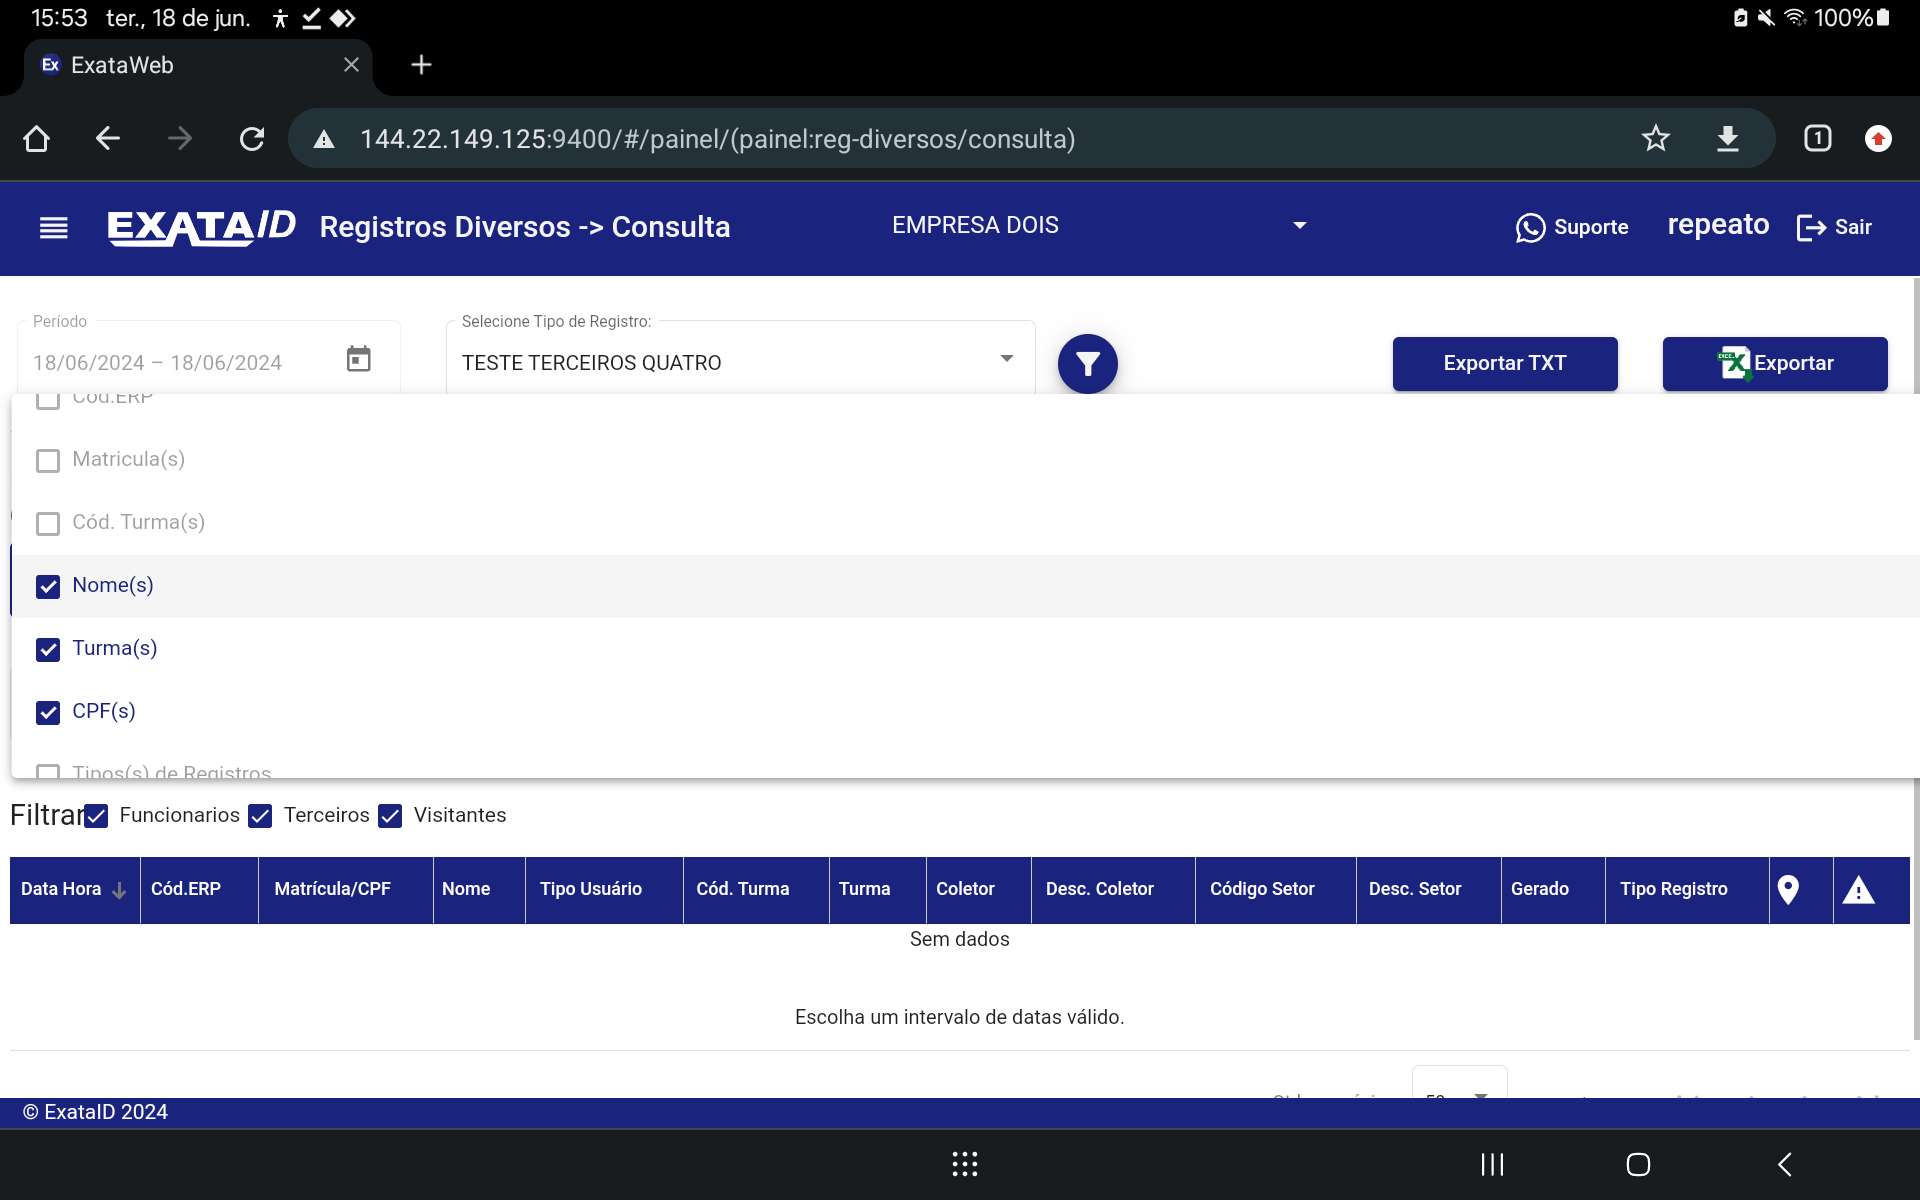 15:53 ter., 18 de jun. 100%
Ex ExataWeb
144.22.149.125:9400/#/painel/(painel:reg-diversos/consulta) 1
EXATAID Registros Diversos -> Consulta EMPRESA DOIS Suporte repeato Sair
Período Selecione Tipo de Registro:
18/06/2024 – 18/06/2024 TESTE TERCEIROS QUATRO Exportar TXT Exportar
Cód.ERP
Matricula(s)
Cód. Turma(s)
Nome(s)
Turma(s)
CPF(s)
Tipos(s) de Registros
Filtrar Funcionarios Terceiros Visitantes
Data Hora Cód.ERP Matrícula/CPF Nome Tipo Usuário Cód. Turma Turma Coletor Desc. Coletor Código Setor Desc. Setor Gerado Tipo Registro
Sem dados
Escolha um intervalo de datas válido.
© ExataID 2024